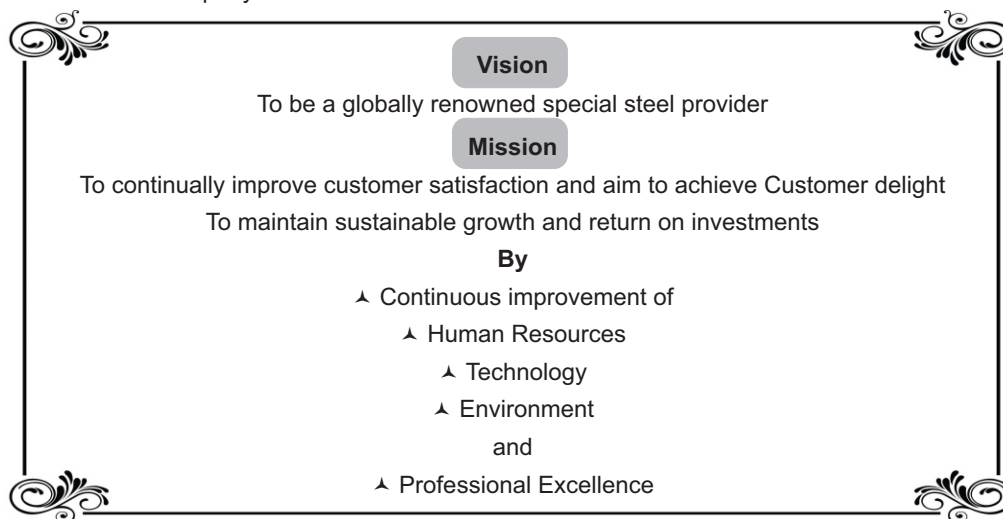 Vision
To be a globally renowned special steel provider
Mission
To continually improve customer satisfaction and aim to achieve Customer delight
To maintain sustainable growth and return on investments
By
Continuous improvement of
Human Resources
Technology
Environment
and
Professional Excellence